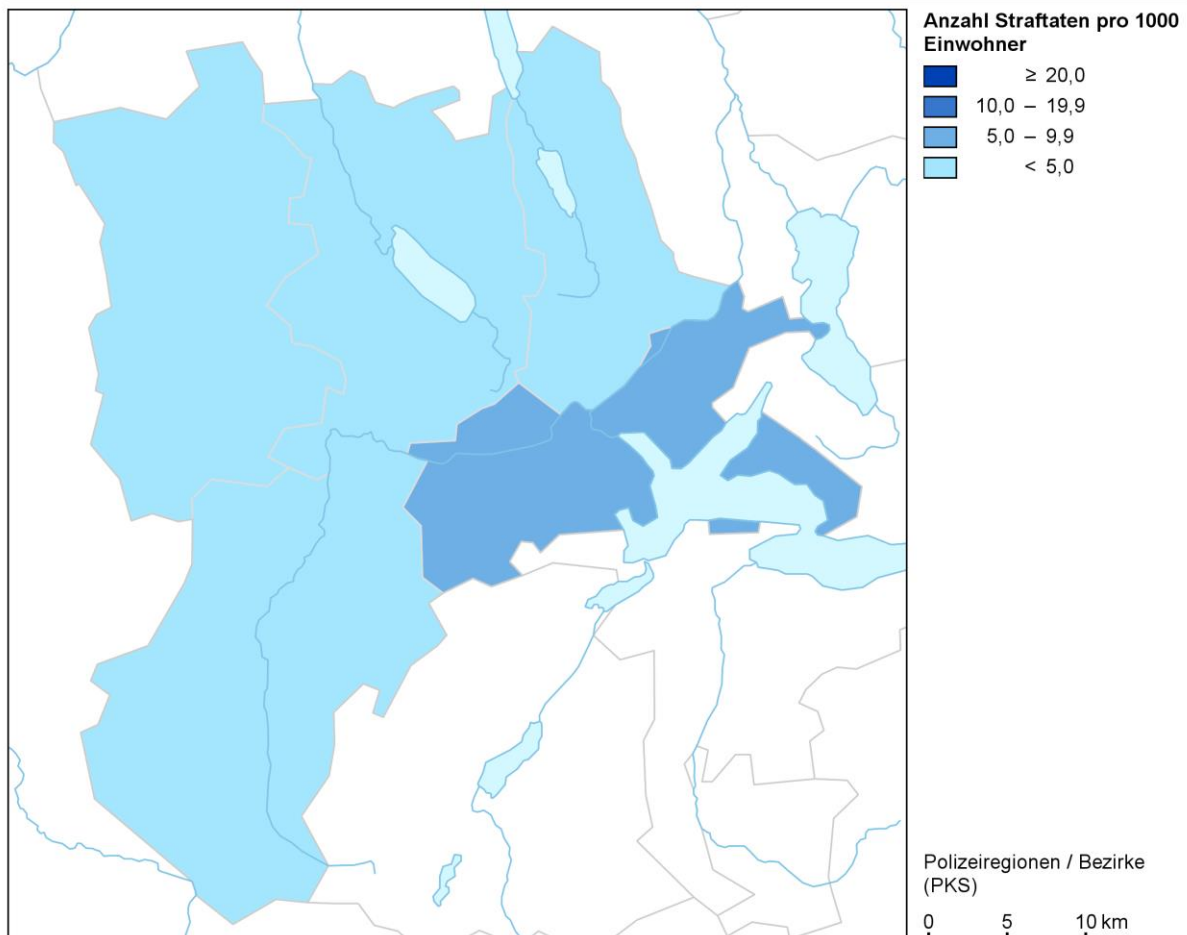 Anzahl Straftaten pro 1000
Einwohner
≥ 20,0
10,0 – 19,9
5,0 – 9,9
< 5,0
Polizeiregionen / Bezirke
(PKS)
0 5 10 km